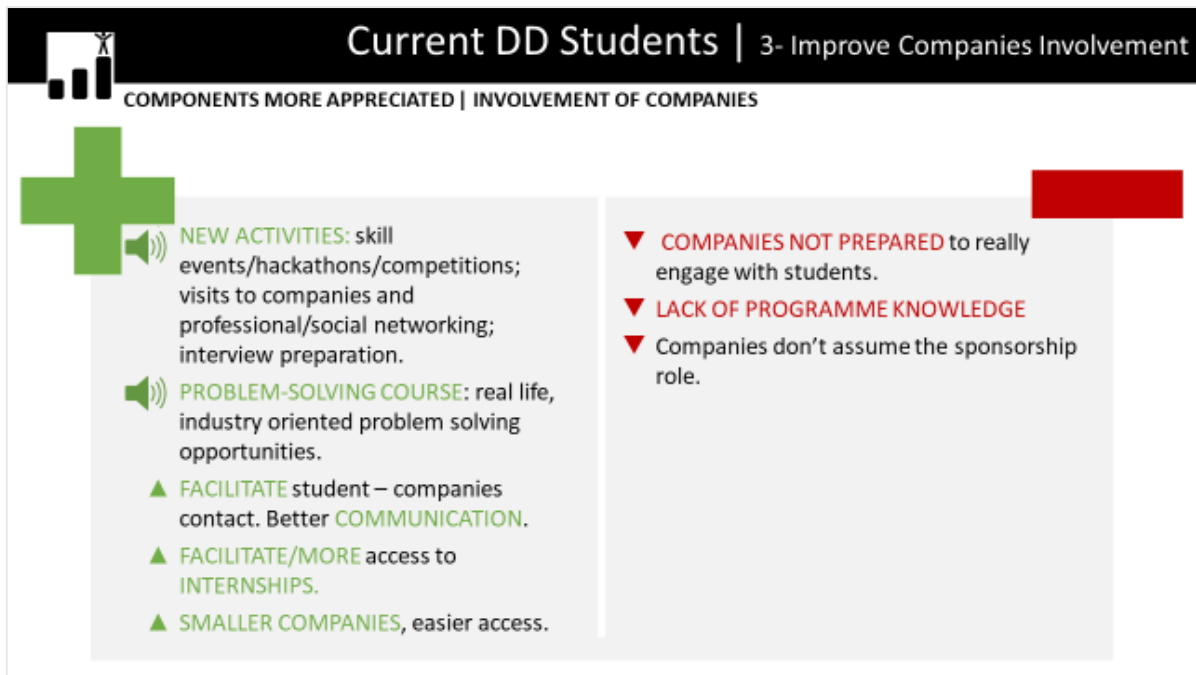 Current DD Students | 3- Improve Companies Involvement
COMPONENTS MORE APPRECIATED | INVOLVEMENT OF COMPANIES
NEW ACTIVITIES: skill
events/hackathons/competitions;
visits to companies and
professional/social networking;
interview preparation.
PROBLEM-SOLVING COURSE: real life,
industry oriented problem solving
opportunities.
FACILITATE student – companies
contact. Better COMMUNICATION.
FACILITATE/MORE access to
INTERNSHIPS.
SMALLER COMPANIES, easier access.
COMPANIES NOT PREPARED to really
engage with students.
LACK OF PROGRAMME KNOWLEDGE
Companies don't assume the sponsorship
role.